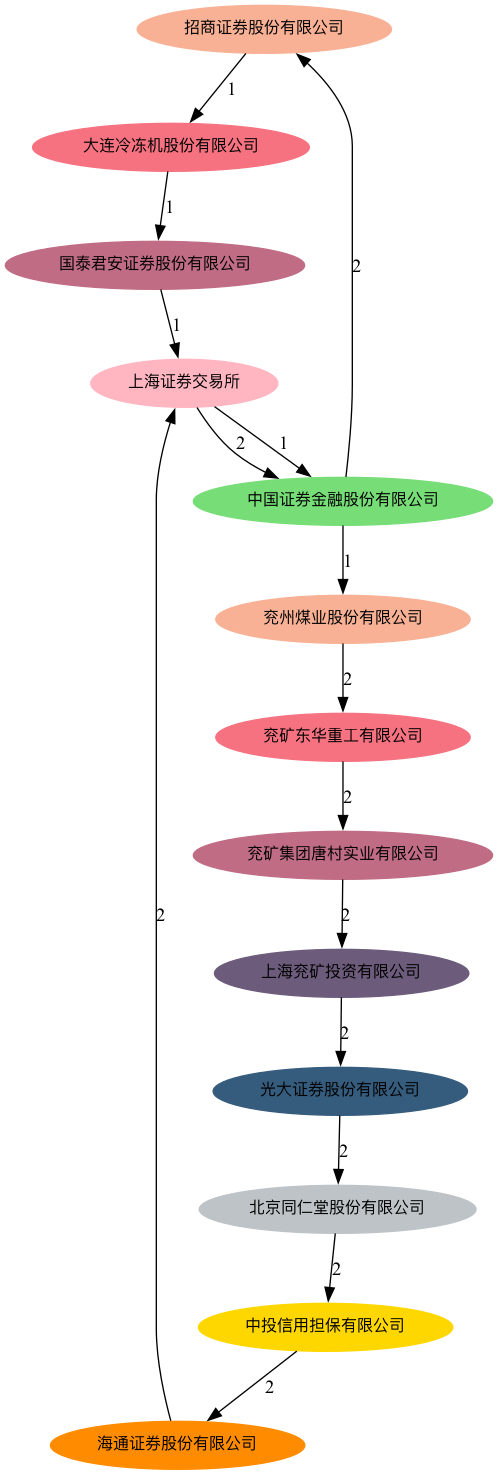 招商证券股份有限公司
1
大连冷冻机股份有限公司
1
国泰君安证券股份有限公司
2
1
上海证券交易所
2
1
中国证券金融股份有限公司
1
兖州煤业股份有限公司
2
兖矿东华重工有限公司
2
兖矿集团唐村实业有限公司
2
2
上海兖矿投资有限公司
2
光大证券股份有限公司
2
北京同仁堂股份有限公司
2
中投信用担保有限公司
2
海通证券股份有限公司